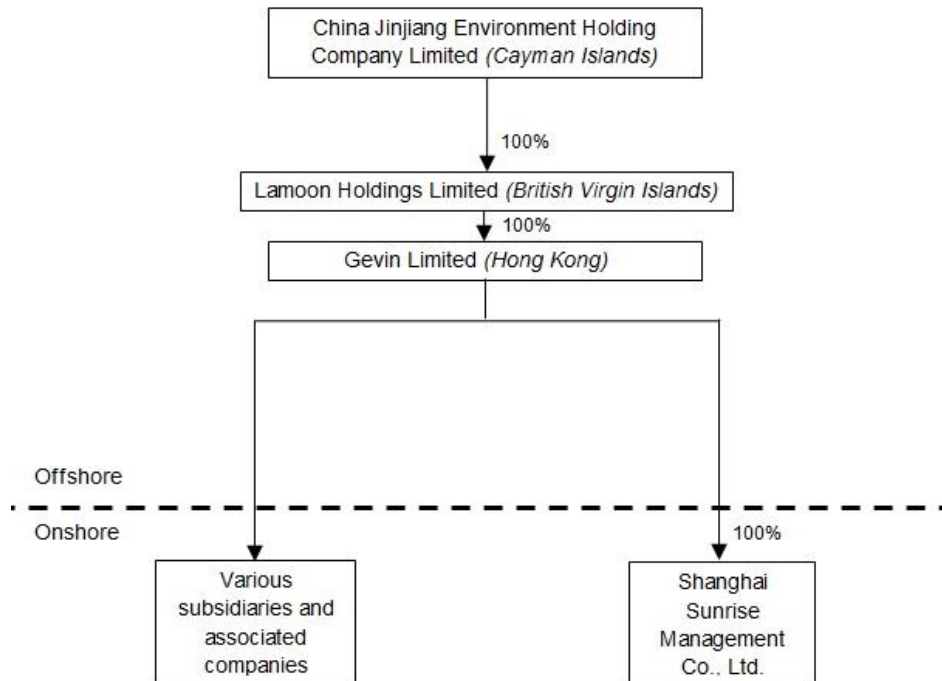 China Jinjiang Environment Holding
Company Limited (Cayman Islands)
100%
Lamoon Holdings Limited (British Virgin Islands)
100%
Gevin Limited (Hong Kong)
Offshore
Onshore
100%
Various
subsidiaries and
associated
companies
Shanghai
Sunrise
Management
Co., Ltd.